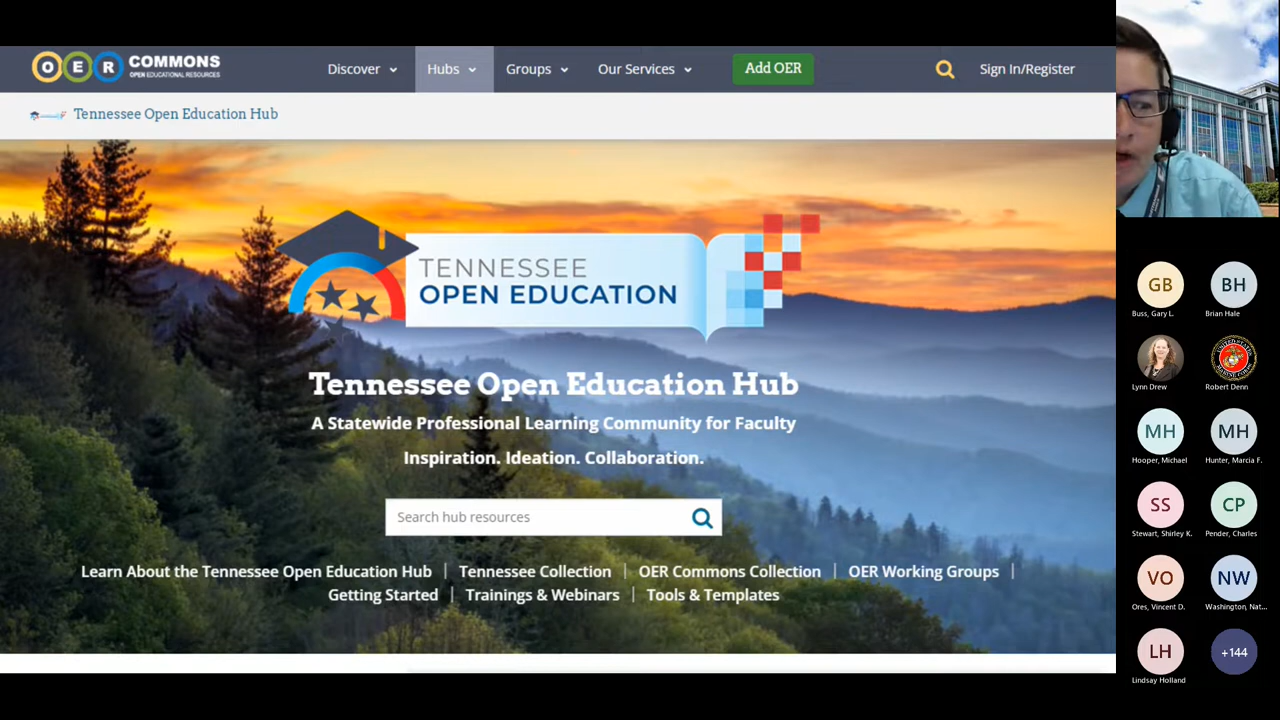 OER COMMONS
OPEN EDUCATIONAL RESOURCES
Discover
Hubs
Groups
Our Services
Add OER
Sign In/Register
Tennessee Open Education Hub
TENNESSEE
OPEN EDUCATION
Tennessee Open Education Hub
A Statewide Professional Learning Community for Faculty
Inspiration. Ideation. Collaboration.
Search hub resources
Learn About the Tennessee Open Education Hub | Tennessee Collection | OER Commons Collection | OER Working Groups |
Getting Started | Trainings & Webinars | Tools & Templates
GB
BH
Buss, Gary L.
Brian Hale
Lynn Drew
Robert Denn
MH
MH
Hooper, Michael
Hunter, Marcia F.
SS
CP
Stewart, Shirley K.
Pender, Charles
VO
NW
Ores, Vincent D.
Washington, Nat...
LH
+144
Lindsay Holland